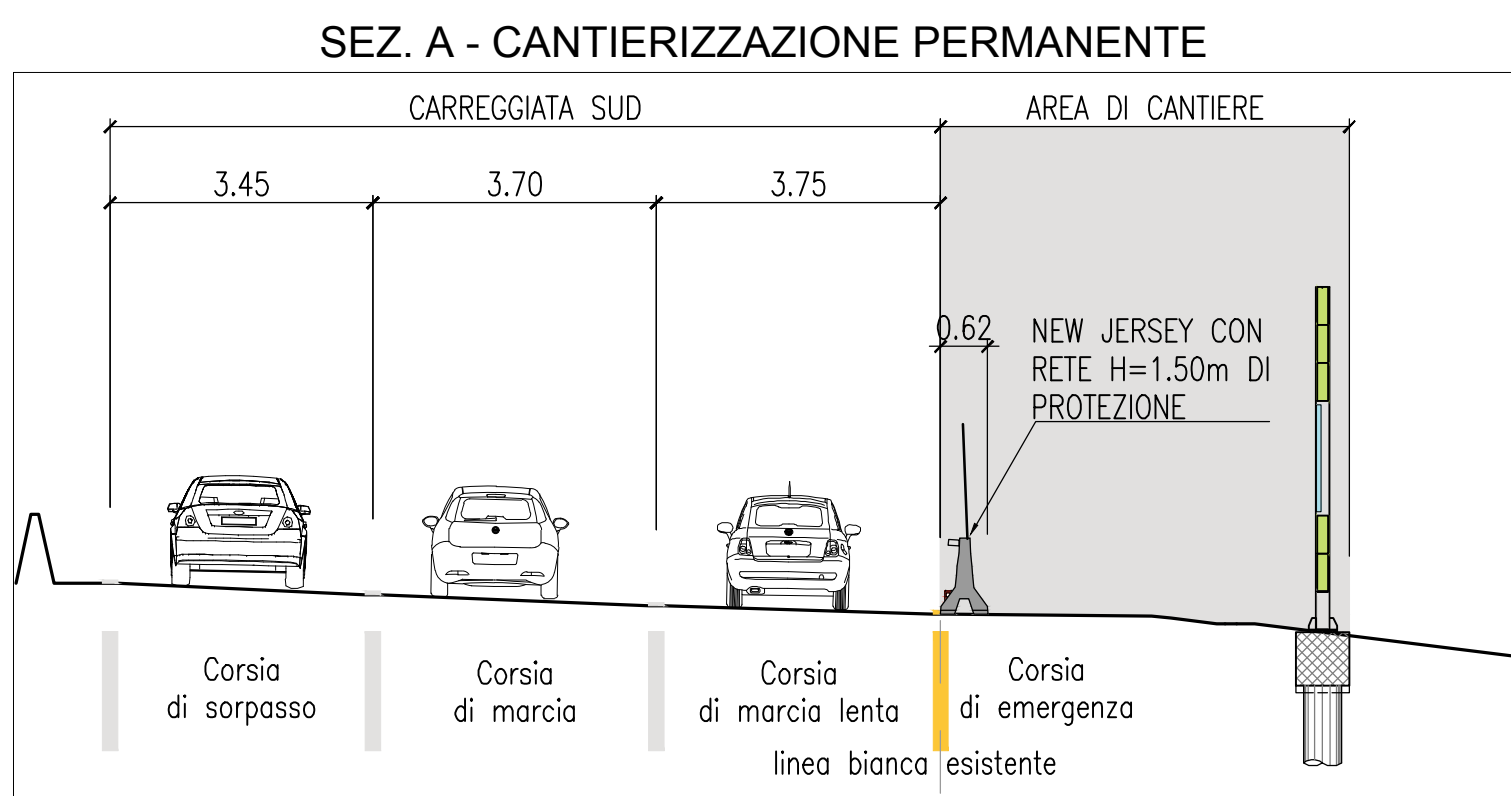 SEZ. A - CANTIERIZZAZIONE PERMANENTE
CARREGGIATA SUD
AREA DI CANTIERE
3.45
3.70
3.75
0.62
NEW JERSEY CON
RETE H=1.50m DI
PROTEZIONE
Corsia
di sorpasso
Corsia
di marcia
Corsia
di marcia lenta
Corsia
di emergenza
linea bianca esistente